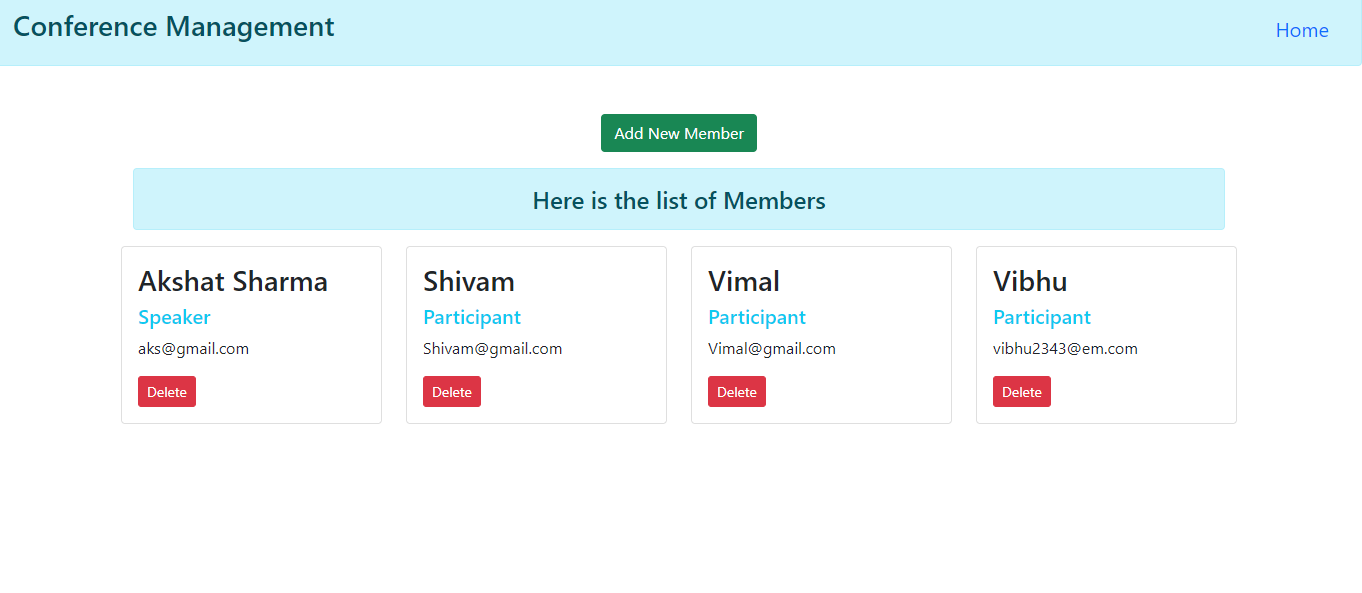 Conference Management
Home
Add New Member
Here is the list of Members
Akshat Sharma
Speaker
aks@gmail.com
Delete
Shivam
Participant
Shivam@gmail.com
Delete
Vimal
Participant
Vimal@gmail.com
Delete
Vibhu
Participant
vibhu2343@em.com
Delete